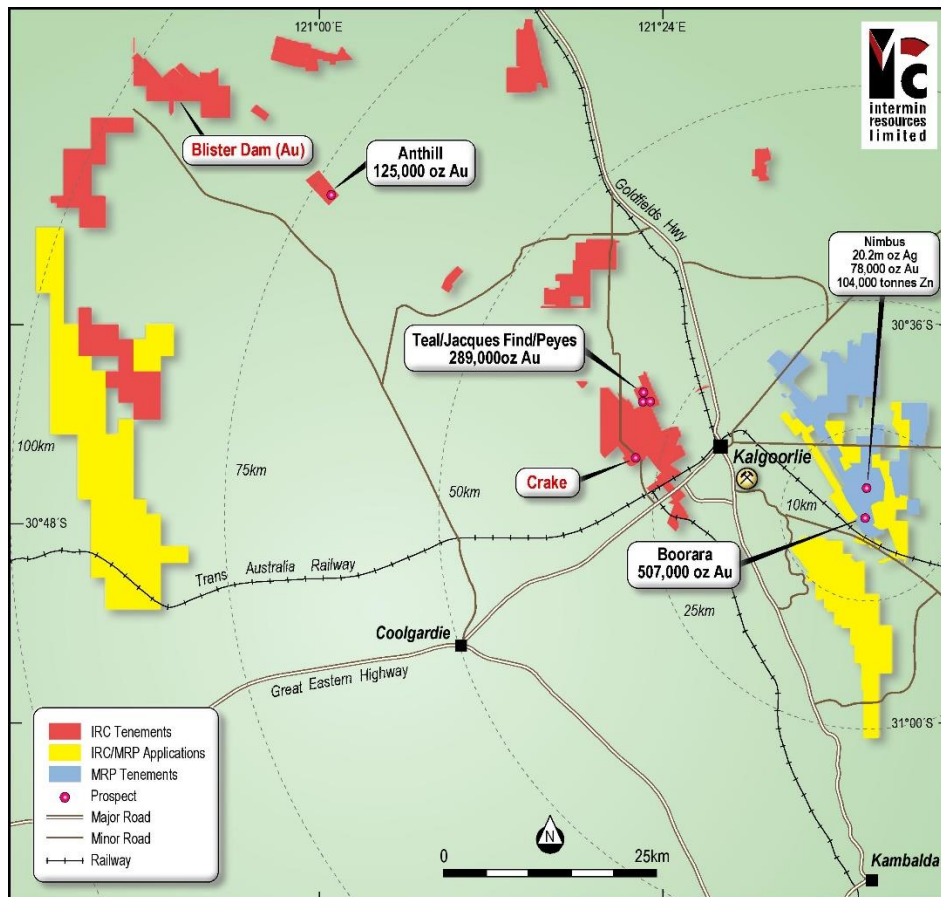 121°00´E
121°24´E
intermin
resources
limited
Blister Dam (Au)
Anthill
125,000 oz Au
Goldfields Hwy
Nimbus
20.2m oz Ag
78,000 oz Au
104,000 tonnes Zn
30°36´S
Teal/Jacques Find/Peyes
289,000oz Au
100km
75km
50km
Kalgoorlie
Crake
10km
30°48´S
Boorara
507,000 oz Au
Trans Australia Railway
25km
Coolgardie
Great Eastern Highway
31°00´S
IRC Tenements
IRC/MRP Applications
MRP Tenements
Prospect
Major Road
Minor Road
Railway
N
0
25km
Kambalda